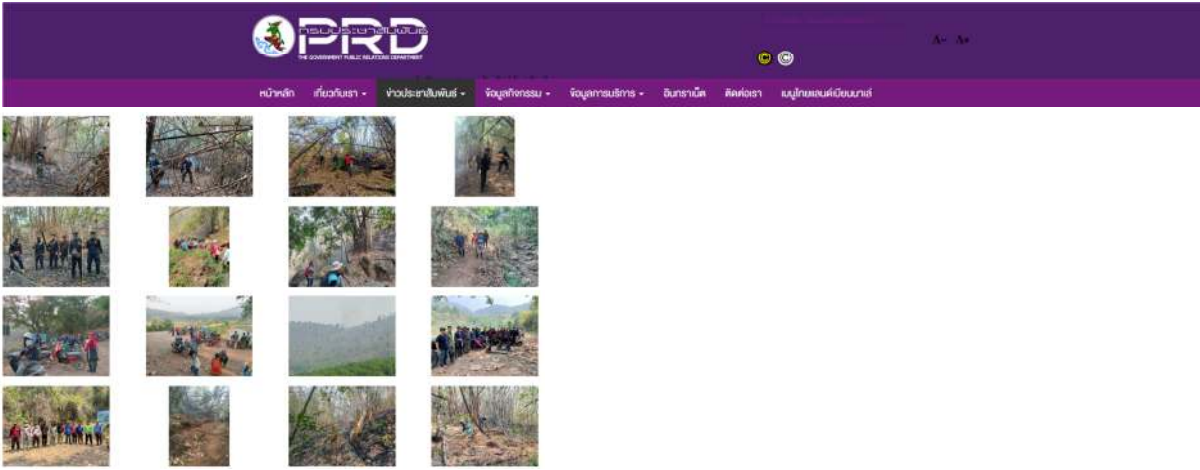 กรมประชาสัมพันธ์
PRD
THE GOVERNMENT PUBLIC RELATIONS DEPARTMENT
A- A+
C C
หน้าหลัก เกี่ยวกับเรา ข่าวประชาสัมพันธ์ ข้อมูลกิจกรรม ข้อมูลการบริการ อินทราเน็ต ติดต่อเรา เมนูไทยแลนด์เบียนนาเล่